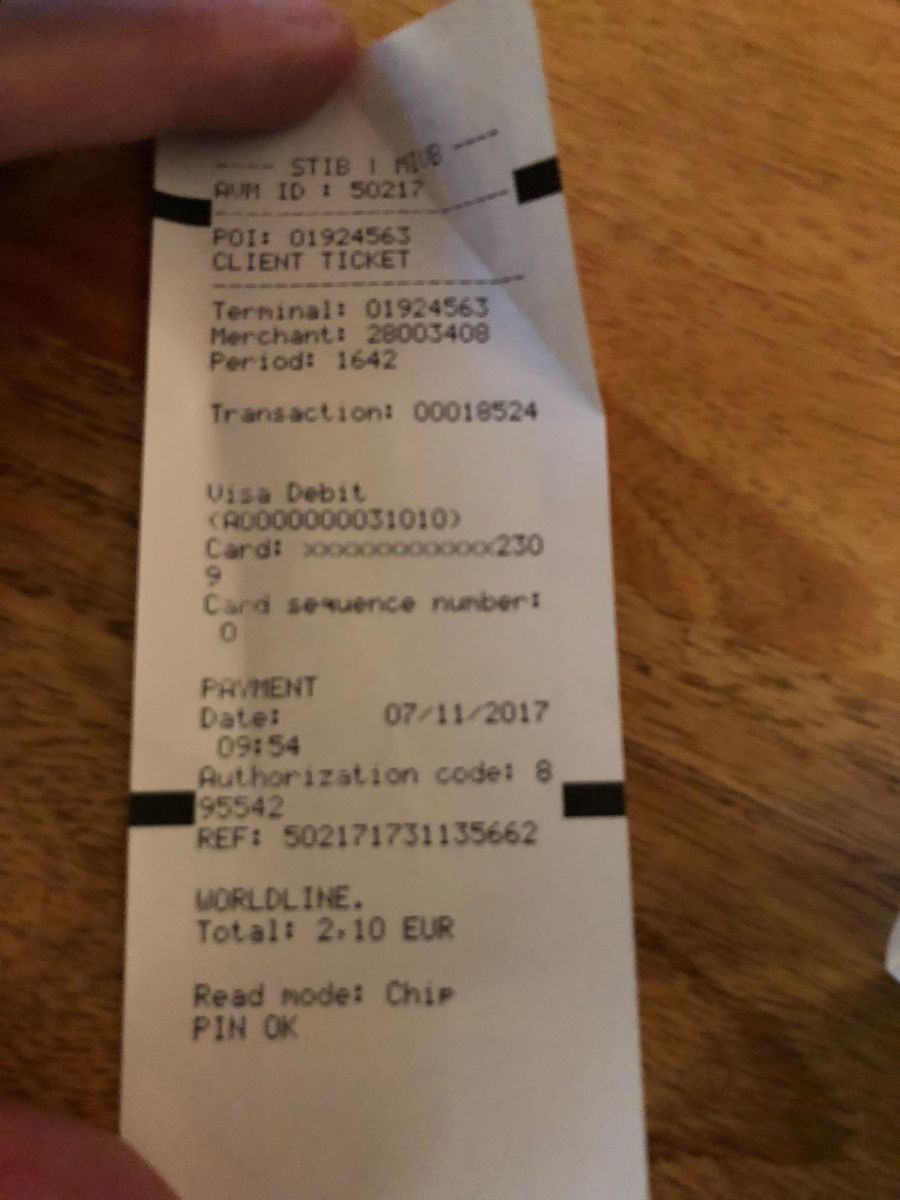 ---- STIB | MIVB ----
AVM ID : 50217
------------------------
POI: 01924563
CLIENT TICKET
------------------------
Terminal: 01924563
Merchant: 28003408
Period: 1642
Transaction: 00018524
Visa Debit
(A0000000031010)
Card: xxxxxxxxxxxxx230
9
Card sequence number:
0
PAYMENT
Date: 07/11/2017
09:54
Authorization code: 8
95542
REF: 502171731135662
WORLDLINE.
Total: 2.10 EUR
Read mode: Chip
PIN OK